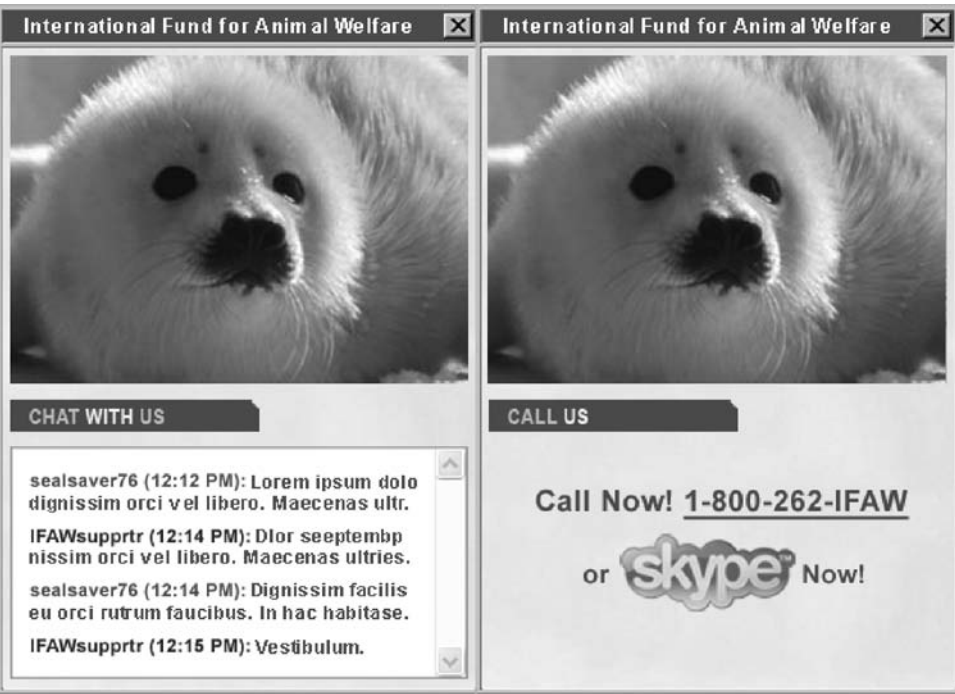 International Fund for Animal Welfare
CHAT WITH US
sealsaver76 (12:12 PM): Lorem ipsum dolo
dignissim orci vel libero. Maecenas ultr.
IFAWsupprtr (12:14 PM): Dlor seeptembp
nissim orci vel libero. Maecenas ultries.
sealsaver76 (12:14 PM): Dignissim facilis
eu orci rutrum faucibus. In hac habitase.
IFAWsupprtr (12:15 PM): Vestibulum.
International Fund for Animal Welfare
CALL US
Call Now! 1-800-262-IFAW
or skype TM Now!